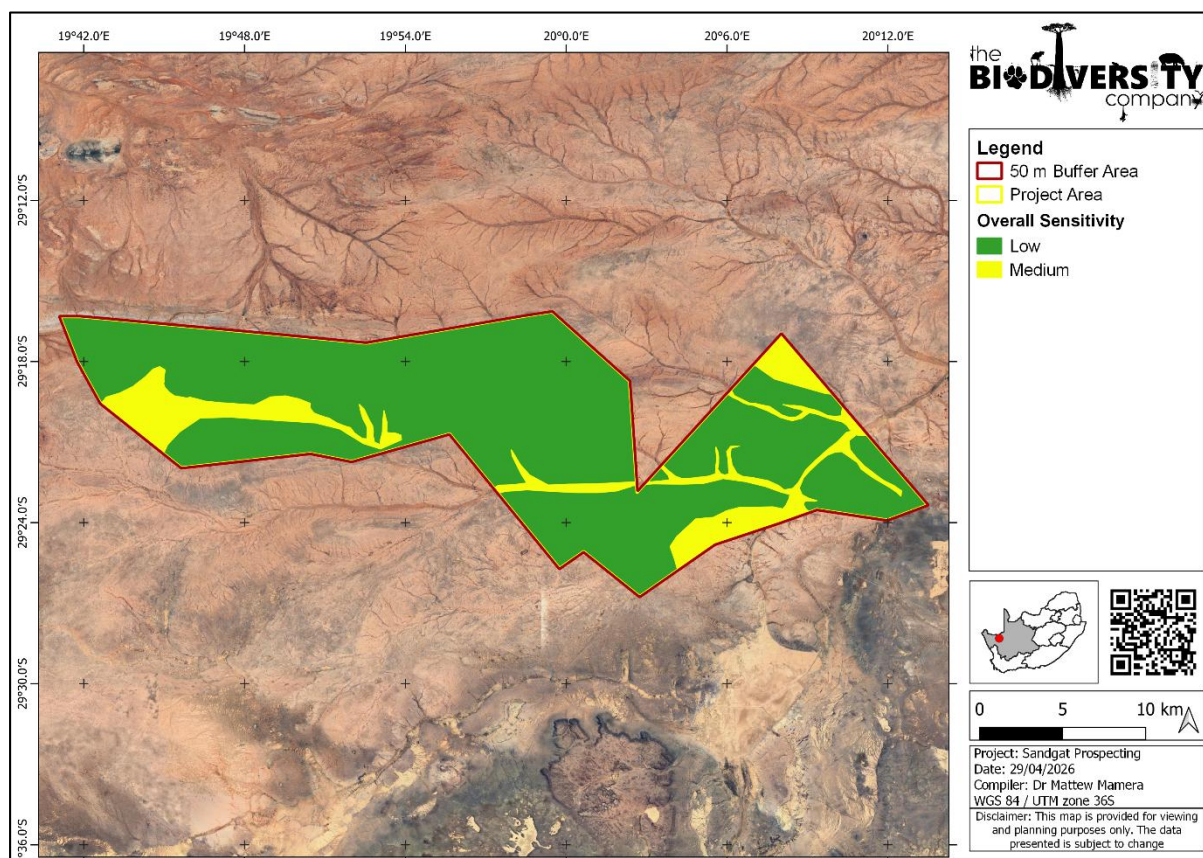 19°42.0'E 19°48.0'E 19°54.0'E 20°0.0'E 20°6.0'E 20°12.0'E
29°12.0'S
29°18.0'S
29°24.0'S
29°30.0'S
°36.0'S
the
BIODIVERSITY
company
Legend
50 m Buffer Area
Project Area
Overall Sensitivity
Low
Medium
0 5 10 km
Project: Sandgat Prospecting
Date: 29/04/2026
Compiler: Dr Mattew Mamera
WGS 84 / UTM zone 36S
Disclaimer: This map is provided for viewing
and planning purposes only. The data
presented is subject to change